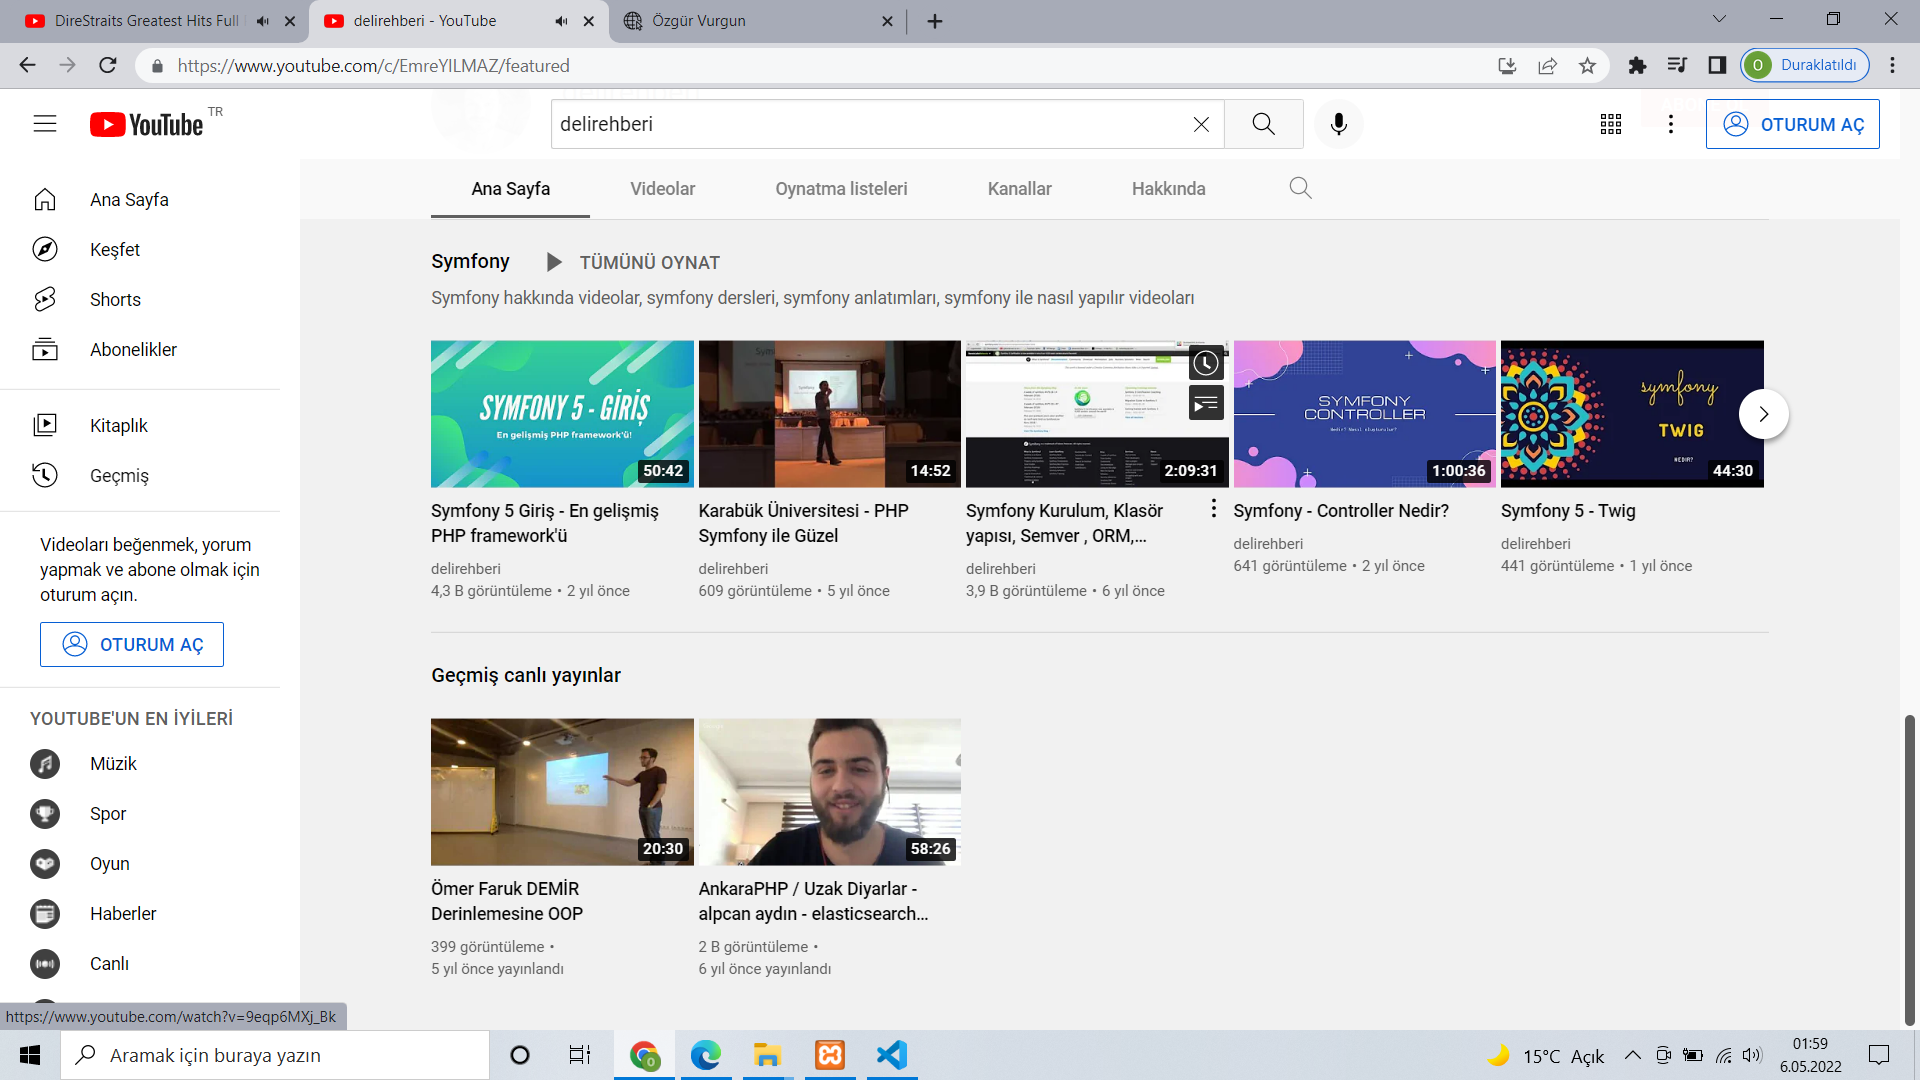 DireStraits Greatest Hits Full
delirehberi - YouTube
Özgür Vurgun
https://www.youtube.com/c/EmreYILMAZ/featured
O
Duraklatıldı
YouTube TR
delirehberi
OTURUM AÇ
Ana Sayfa
Videolar
Oynatma listeleri
Kanallar
Hakkında
Ana Sayfa
Keşfet
Shorts
Abonelikler
Kitaplık
Geçmiş
Videoları beğenmek, yorum
yapmak ve abone olmak için
oturum açın.
OTURUM AÇ
YOUTUBE'UN EN İYİLERİ
Müzik
Spor
Oyun
Haberler
Canlı
Symfony
TÜMÜNÜ OYNAT
Symfony hakkında videolar, symfony dersleri, symfony anlatımları, symfony ile nasıl yapılır videoları
SYMFONY 5 - GİRİŞ
En gelişmiş PHP framework'ü!
50:42
Symfony 5 Giriş - En gelişmiş
PHP framework'ü
delirehberi
4,3 B görüntüleme • 2 yıl önce
14:52
Karabük Üniversitesi - PHP
Symfony ile Güzel
delirehberi
609 görüntüleme • 5 yıl önce
2:09:31
Symfony Kurulum, Klasör
yapısı, Semver , ORM,...
delirehberi
3,9 B görüntüleme • 6 yıl önce
SYMFONY
CONTROLLER
Nedir? Nasıl oluşturulur?
1:00:36
Symfony - Controller Nedir?
delirehberi
641 görüntüleme • 2 yıl önce
symfony
TWIG
NEDIR?
44:30
Symfony 5 - Twig
delirehberi
441 görüntüleme • 1 yıl önce
Geçmiş canlı yayınlar
20:30
Ömer Faruk DEMİR
Derinlemesine OOP
399 görüntüleme •
5 yıl önce yayınlandı
58:26
AnkaraPHP / Uzak Diyarlar -
alpcan aydın - elasticsearch...
2 B görüntüleme •
6 yıl önce yayınlandı
https://www.youtube.com/watch?v=9eqp6MXj_Bk
Aramak için buraya yazın
15°C Açık
01:59
6.05.2022